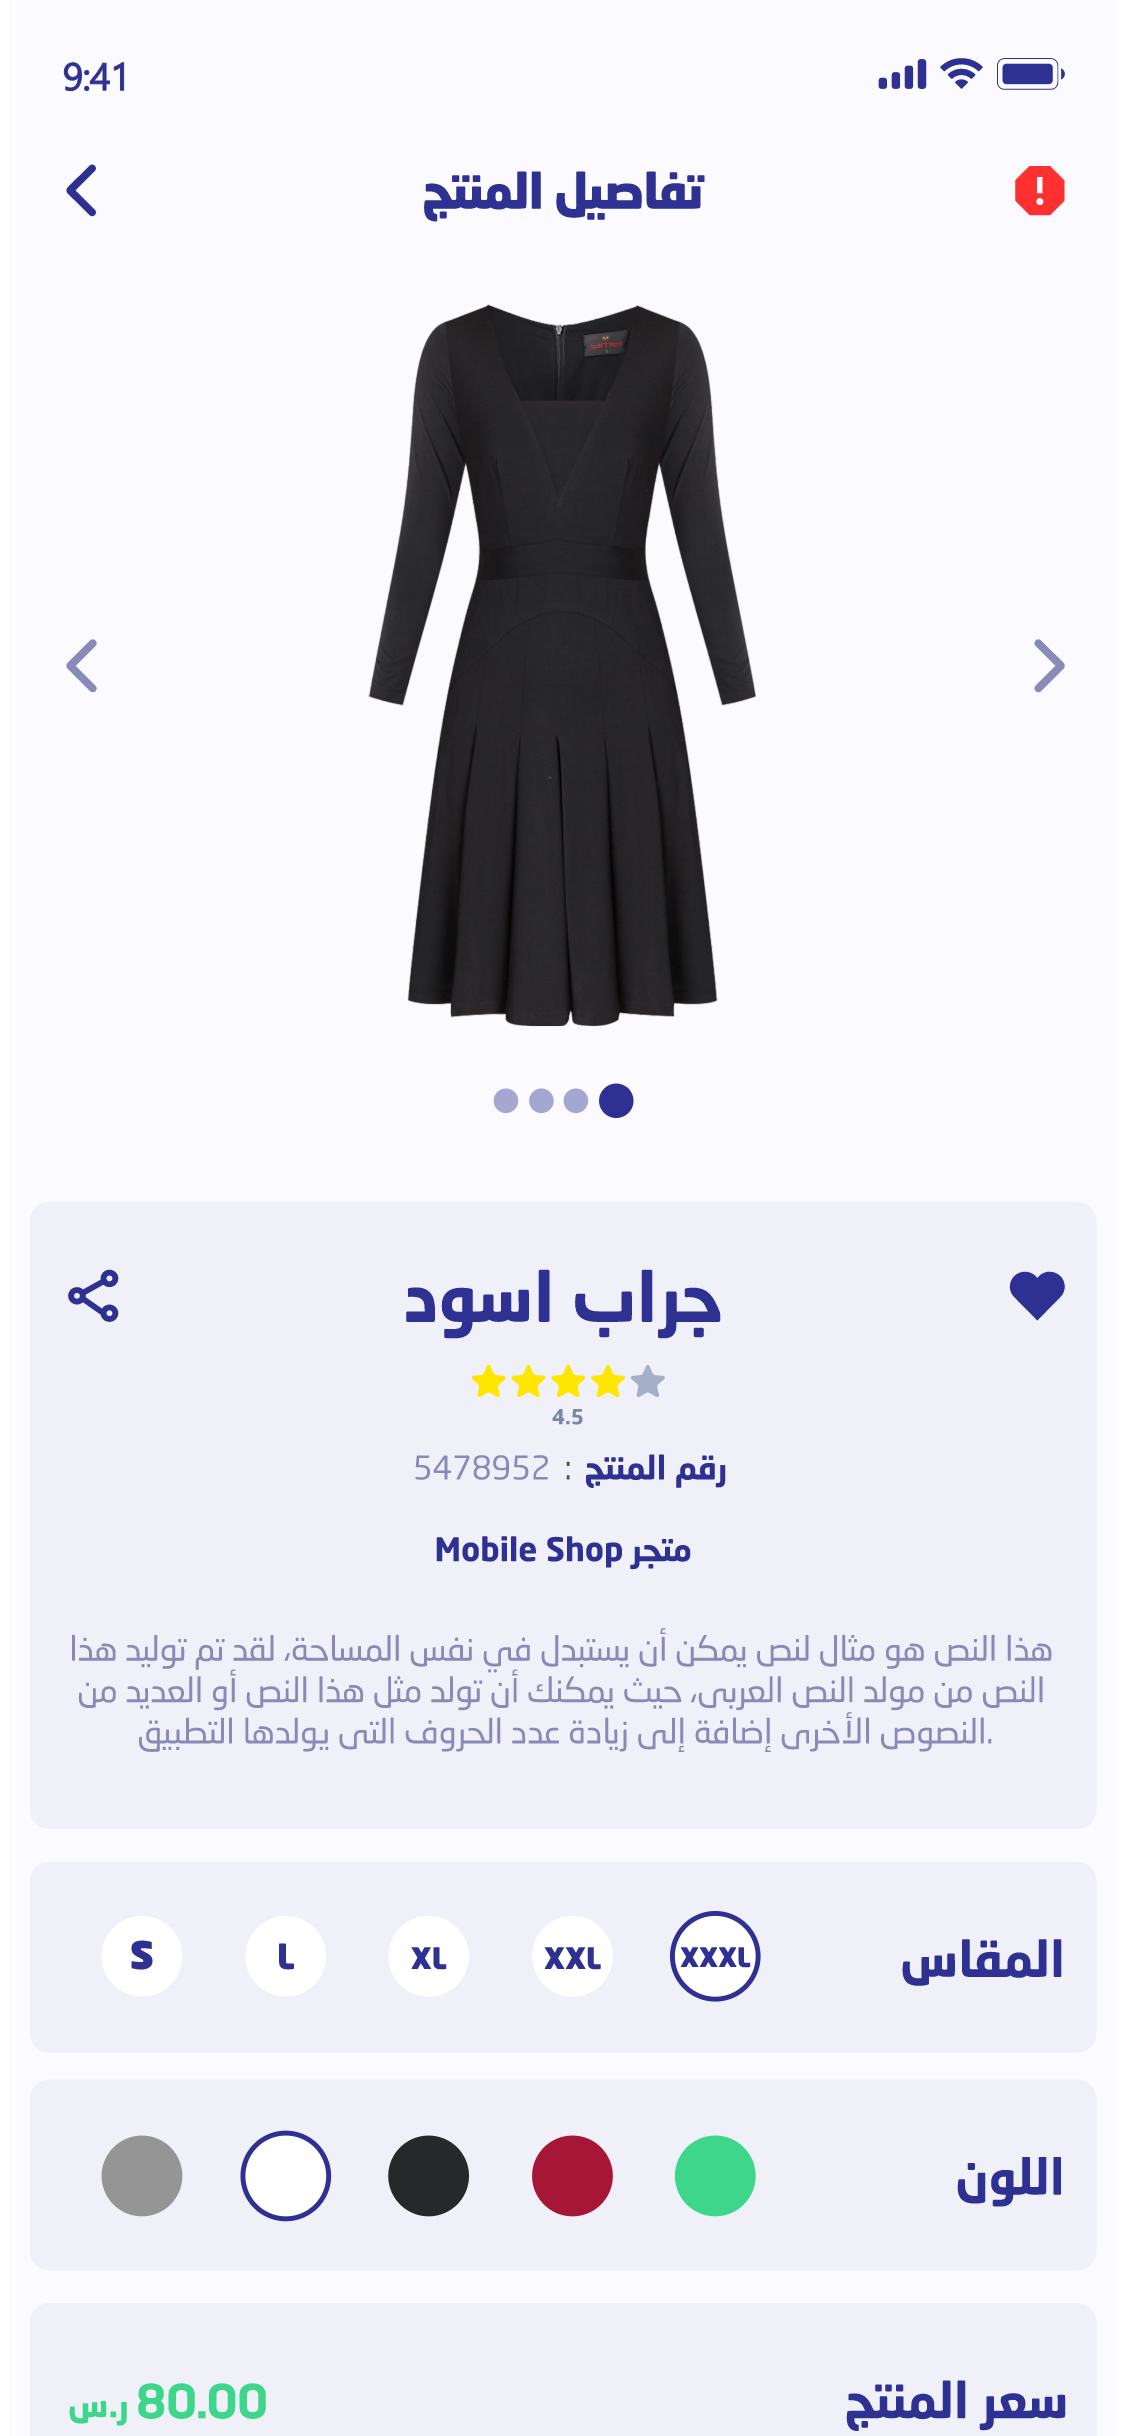 9:41
تفاصيل المنتج
جراب اسود
4.5
رقم المنتج : 5478952
متجر Mobile Shop
هذا النص هو مثال لنص يمكن أن يستبدل في نفس المساحة، لقد تم توليد هذا
النص من مولد النص العربى، حيث يمكنك أن تولد مثل هذا النص أو العديد من
.النصوص الأخرى إضافة إلى زيادة عدد الحروف التى يولدها التطبيق
المقاس XXXL XXL XL L S
اللون
سعر المنتج 80.00 ر.س